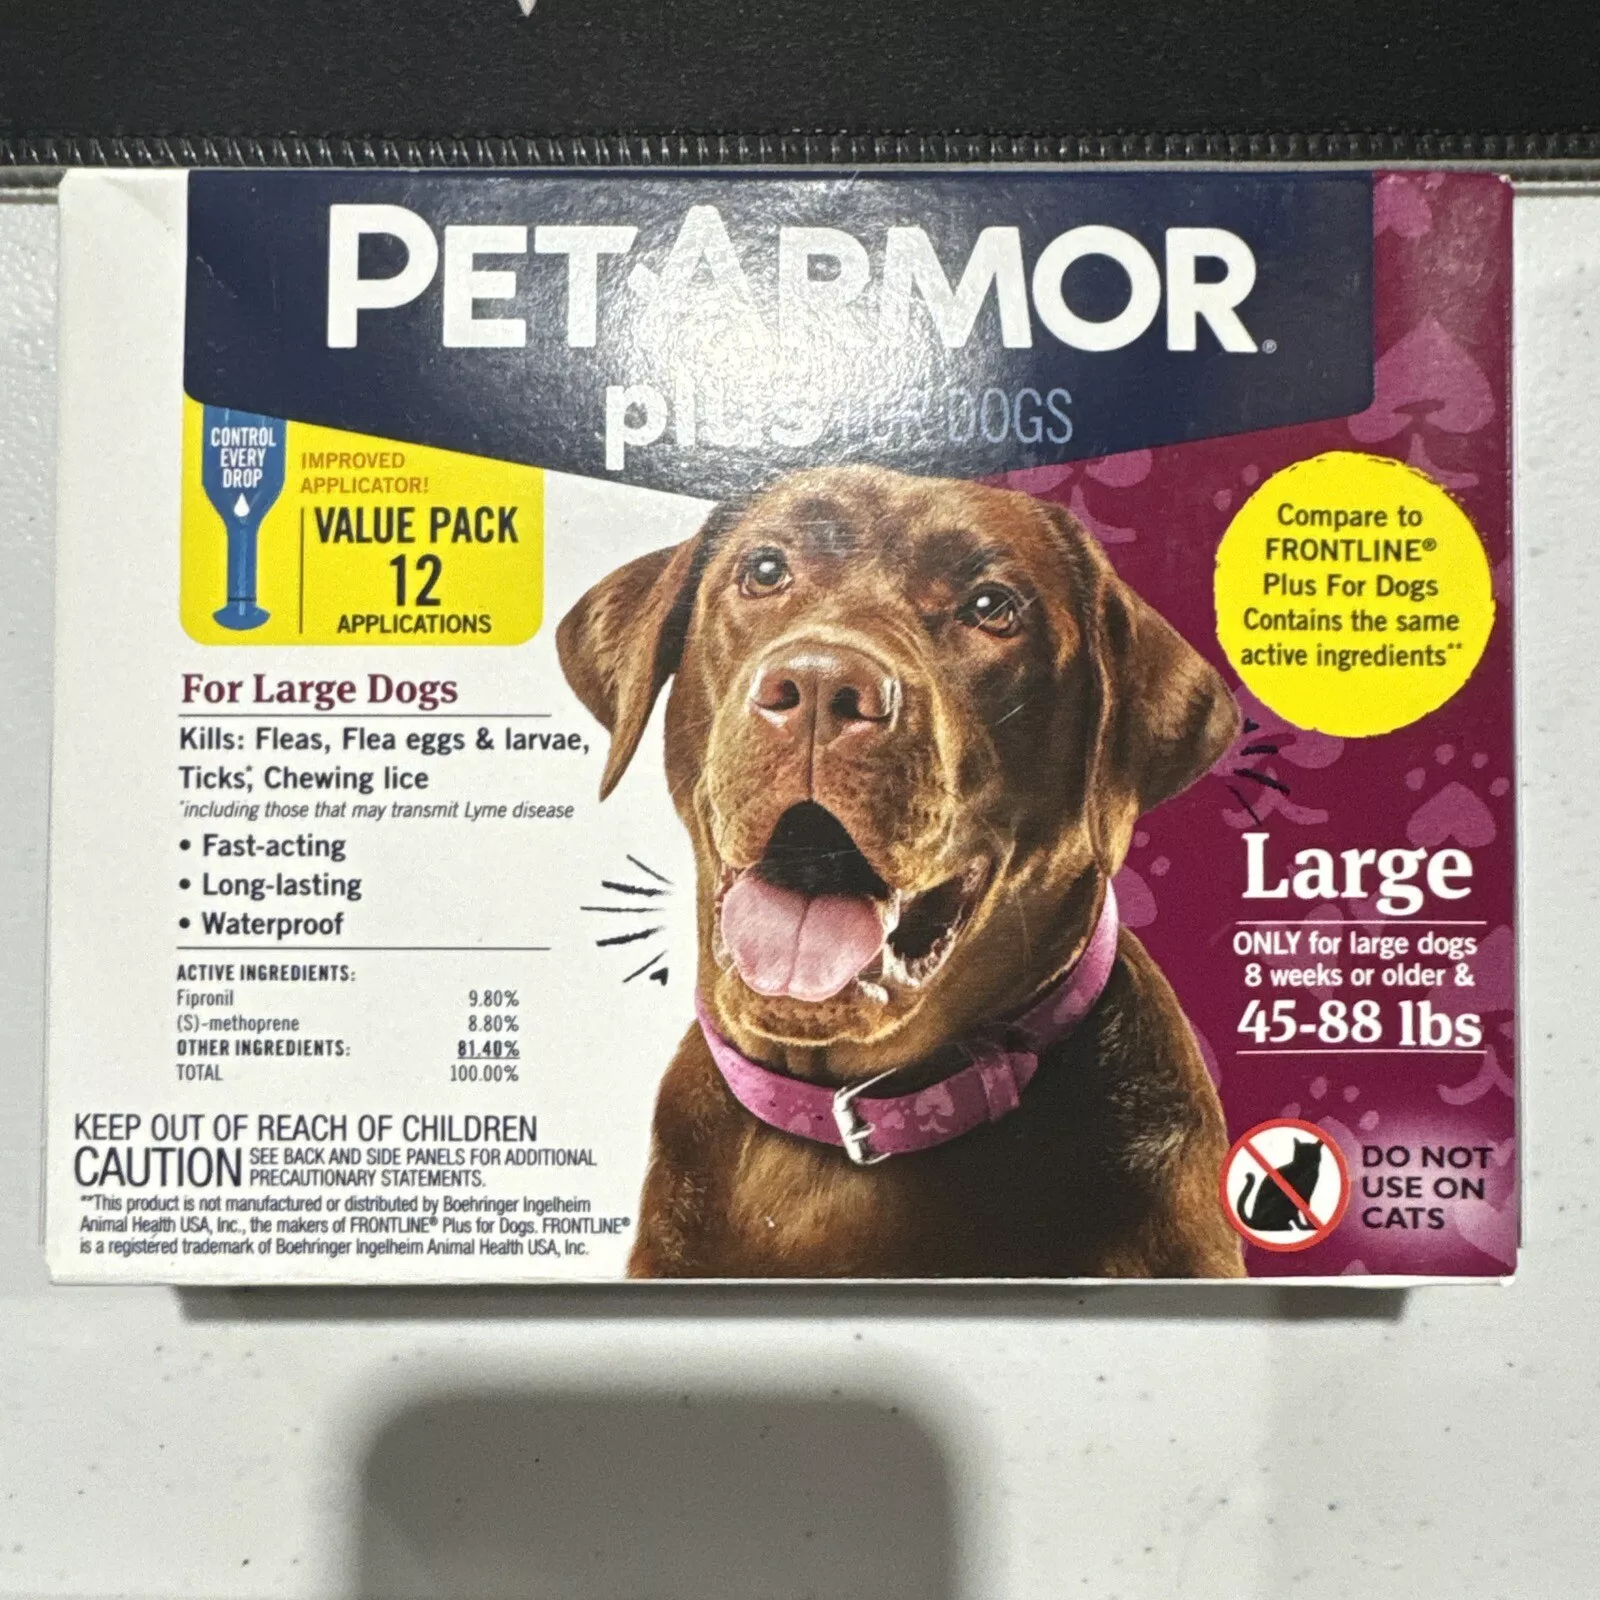 PETARMOR®
plus FOR DOGS
CONTROL
EVERY
DROP
IMPROVED
APPLICATOR!
VALUE PACK
12
APPLICATIONS
Compare to
FRONTLINE®
Plus For Dogs
Contains the same
active ingredients**
For Large Dogs
Kills: Fleas, Flea eggs & larvae,
Ticks,* Chewing lice
*including those that may transmit Lyme disease
• Fast-acting
• Long-lasting
• Waterproof
ACTIVE INGREDIENTS:
Fipronil 9.80%
(S)-methoprene 8.80%
OTHER INGREDIENTS: 81.40%
TOTAL 100.00%
Large
ONLY for large dogs
8 weeks or older &
45-88 lbs
KEEP OUT OF REACH OF CHILDREN
CAUTION SEE BACK AND SIDE PANELS FOR ADDITIONAL
PRECAUTIONARY STATEMENTS.
**This product is not manufactured or distributed by Boehringer Ingelheim
Animal Health USA, Inc., the makers of FRONTLINE® Plus for Dogs. FRONTLINE®
is a registered trademark of Boehringer Ingelheim Animal Health USA, Inc.
DO NOT
USE ON
CATS